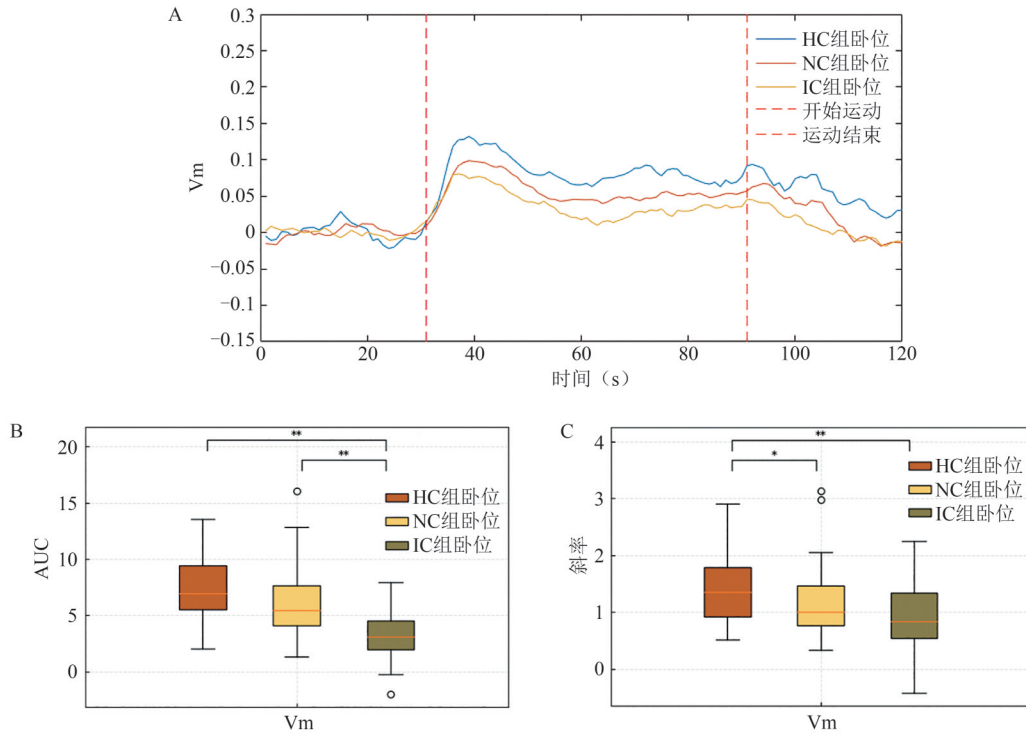 A
0.3
0.25
0.2
0.15
0.1
0.05
0
−0.05
−0.1
−0.15
Vm
0 20 40 60 80 100 120
时间（s）
HC组卧位
NC组卧位
IC组卧位
开始运动
运动结束
B
20
15
10
5
0
AUC
** 
**
HC组卧位
NC组卧位
IC组卧位
Vm
C
4
3
2
1
0
斜率
**
*
HC组卧位
NC组卧位
IC组卧位
Vm